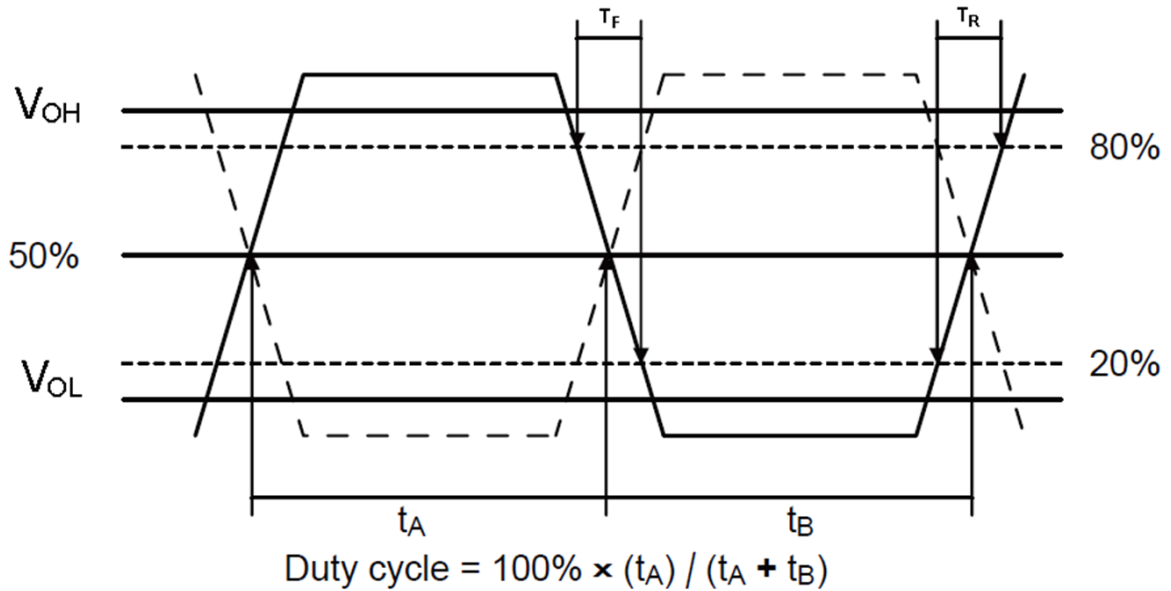 TF
TR
VOH
80%
50%
20%
VOL
tA
tB
Duty cycle = 100% × (tA) / (tA + tB)